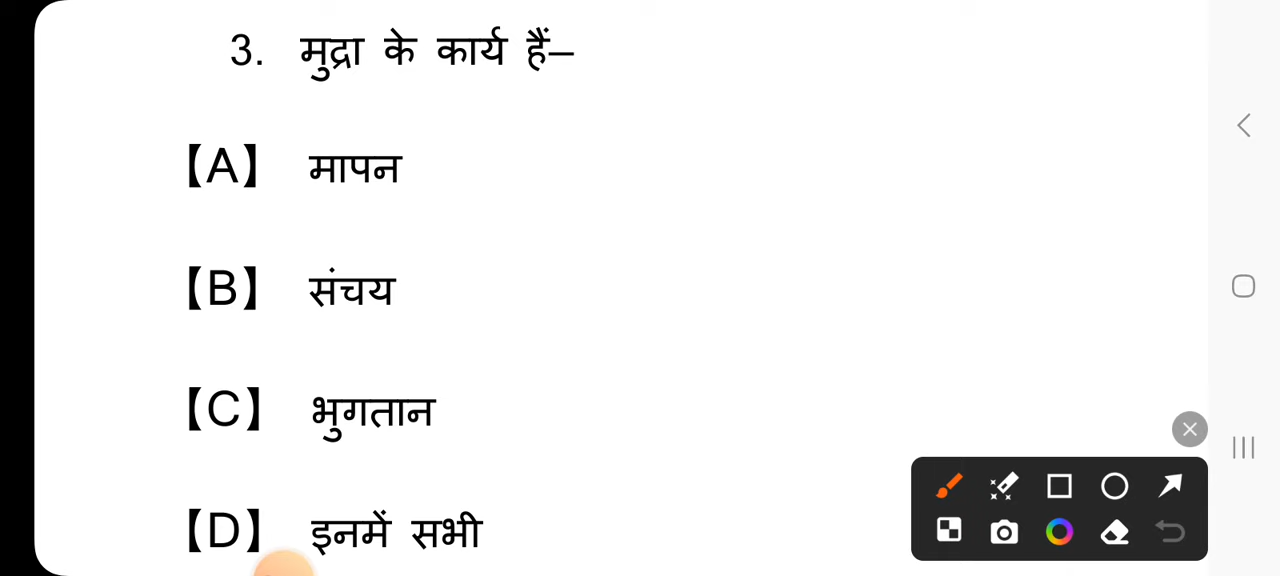 3. मुद्रा के कार्य हैं–
【A】 मापन
【B】 संचय
【C】 भुगतान
【D】 इनमें सभी